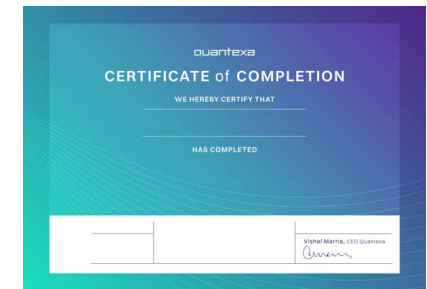 quantexa
CERTIFICATE of COMPLETION
WE HEREBY CERTIFY THAT
HAS COMPLETED
Vishal Marria, CEO Quantexa